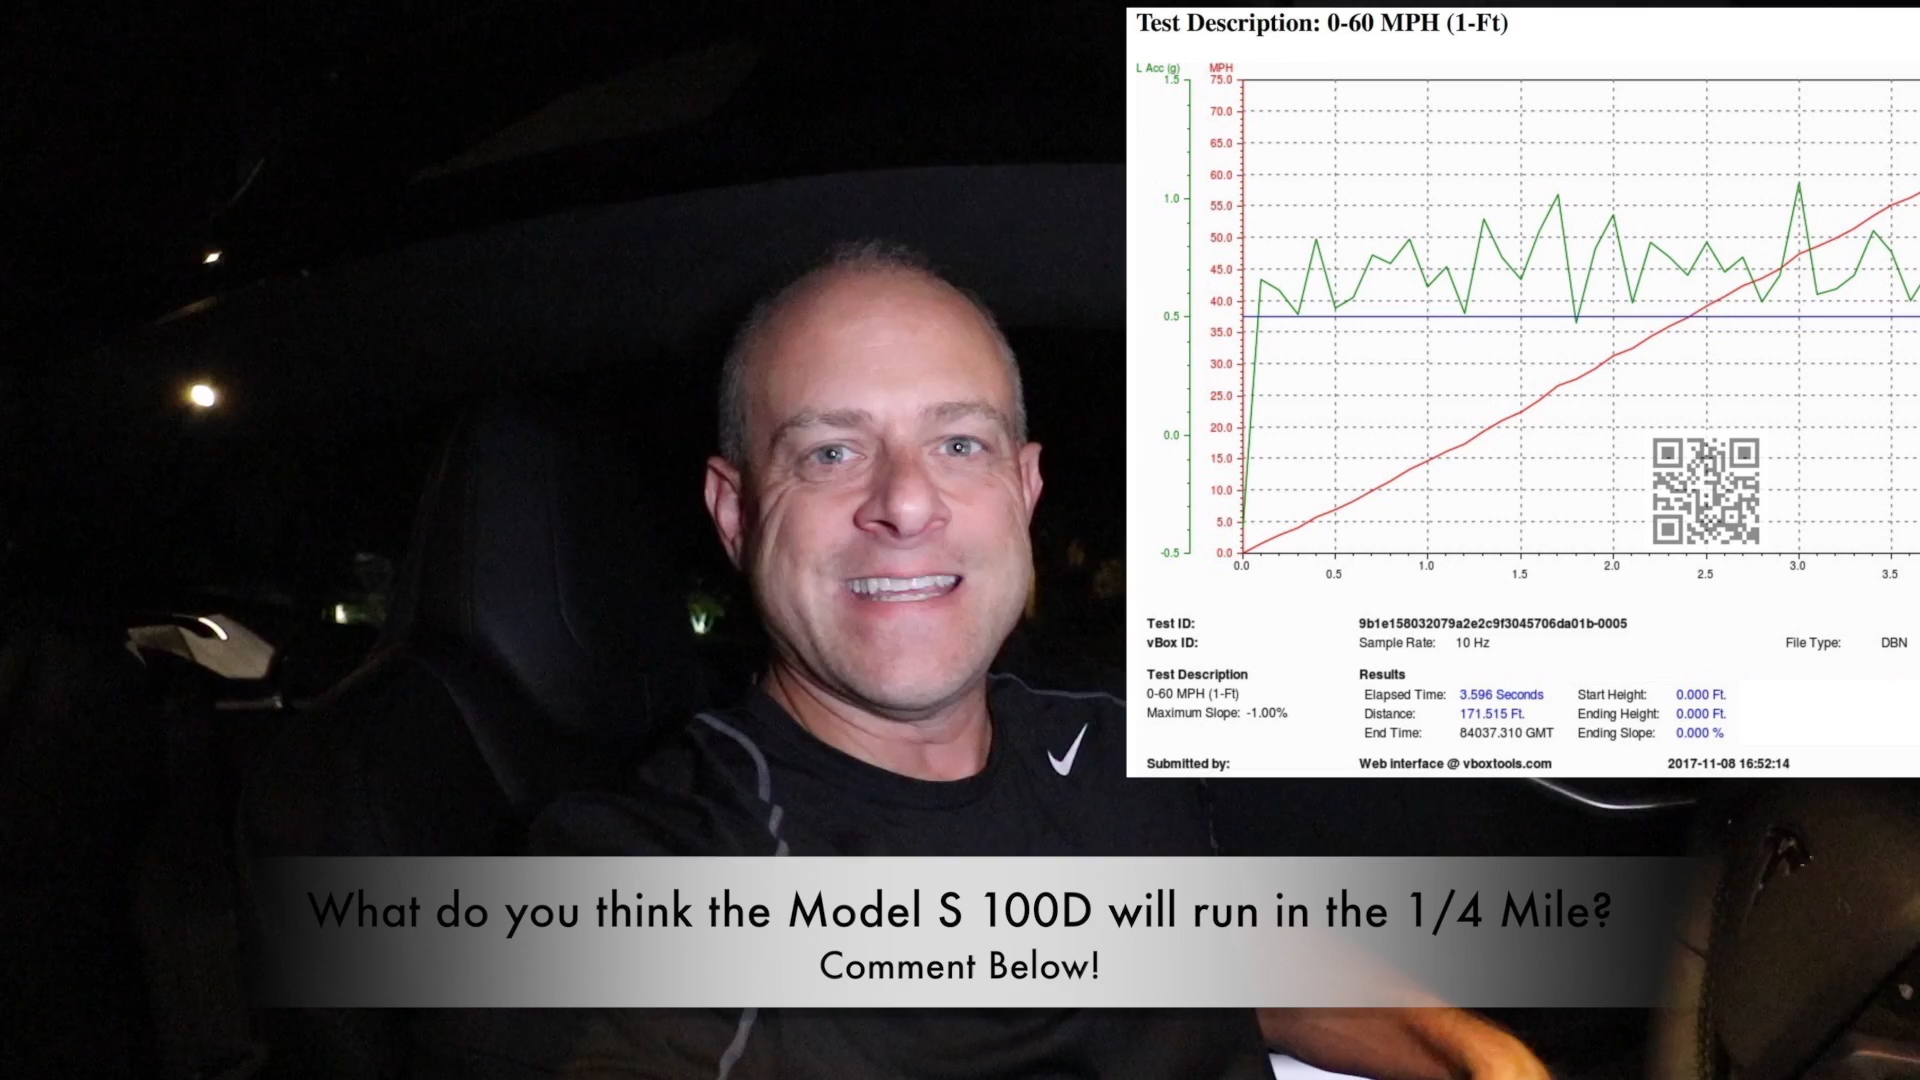 Test Description: 0-60 MPH (1-Ft)
L Acc (g) MPH
1.5 75.0
70.0
65.0
60.0
1.0 55.0
50.0
45.0
40.0
0.5 35.0
30.0
25.0
0.0 20.0
15.0
10.0
5.0
-0.5 0.0
0.0 0.5 1.0 1.5 2.0 2.5 3.0 3.5
Test ID: 9b1e158032079a2e2c9f3045706da01b-0005
vBox ID: Sample Rate: 10 Hz File Type: DBN
Test Description Results
0-60 MPH (1-Ft) Elapsed Time: 3.596 Seconds Start Height: 0.000 Ft.
Maximum Slope: -1.00% Distance: 171.515 Ft. Ending Height: 0.000 Ft.
End Time: 84037.310 GMT Ending Slope: 0.000 %
Submitted by: Web interface @ vboxtools.com 2017-11-08 16:52:14
What do you think the Model S 100D will run in the 1/4 Mile?
Comment Below!